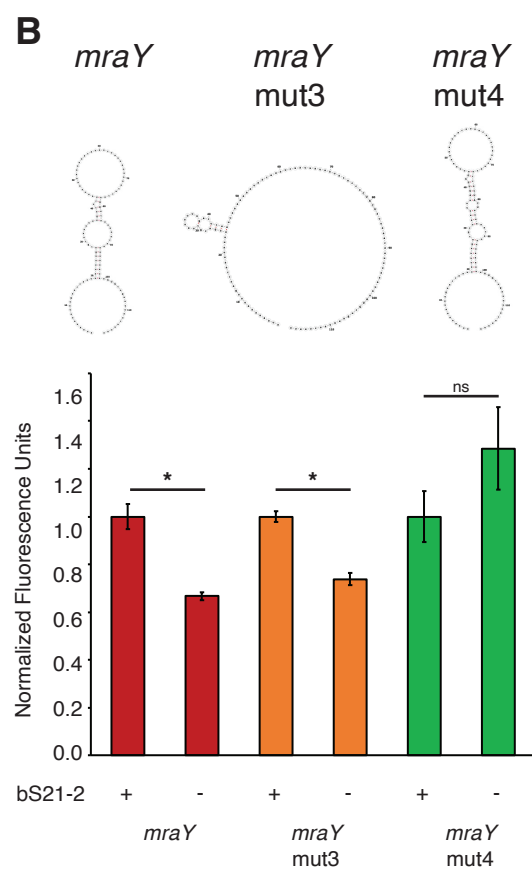 B
mraY
mraY
mut3
mraY
mut4
Normalized Fluorescence Units
1.6
1.4
1.2
1.0
0.8
0.6
0.4
0.2
0.0
*
*
ns
bS21-2 + - + - + -
mraY
mraY
mut3
mraY
mut4